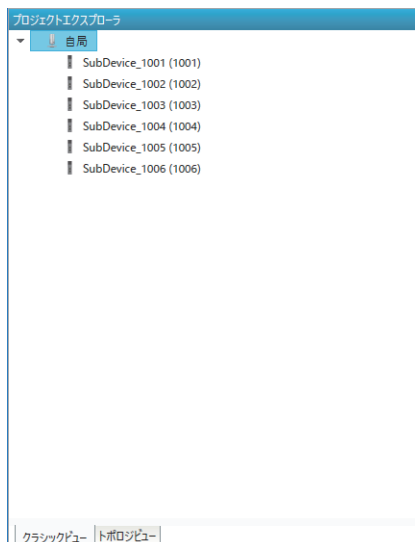 プロジェクトエクスプローラ
自局
SubDevice_1001 (1001)
SubDevice_1002 (1002)
SubDevice_1003 (1003)
SubDevice_1004 (1004)
SubDevice_1005 (1005)
SubDevice_1006 (1006)
クラシックビュー トポロジビュー